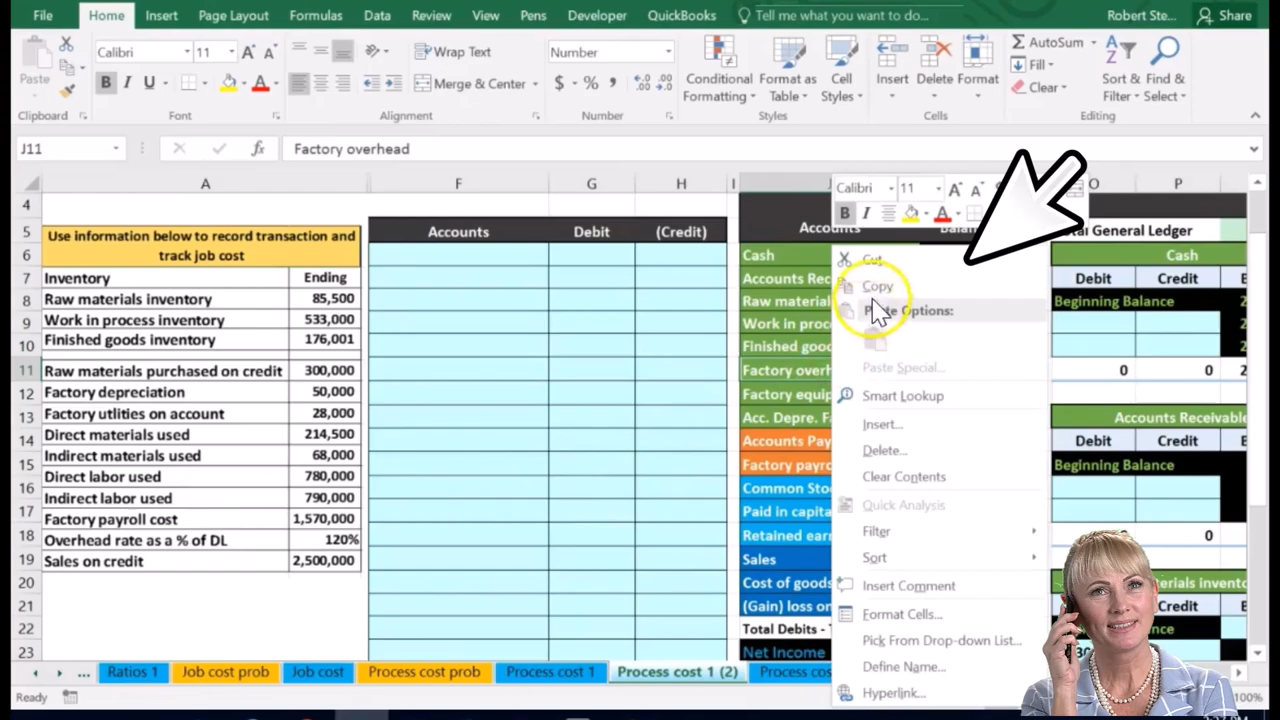 File Home Insert Page Layout Formulas Data Review View Pens Developer QuickBooks Tell me what you want to do... Robert Ste... Share
Paste
Calibri 11
B I U
Wrap Text
Merge & Center
Number
$ % ,
Conditional Formatting
Format as Table
Cell Styles
Insert Delete Format
AutoSum
Fill
Clear
Sort & Filter
Find & Select
Clipboard Font Alignment Number Styles Cells Editing
J11 fx Factory overhead
A F G H I O P
4
5 Use information below to record transaction and
6 track job cost
7 Inventory Ending
8 Raw materials inventory 85,500
9 Work in process inventory 533,000
10 Finished goods inventory 176,001
11 Raw materials purchased on credit 300,000
12 Factory depreciation 50,000
13 Factory utlities on account 28,000
14 Direct materials used 214,500
15 Indirect materials used 68,000
16 Direct labor used 780,000
17 Indirect labor used 790,000
18 Factory payroll cost 1,570,000
Overhead rate as a % of DL 120%
19 Sales on credit 2,500,000
20
21
22
23
Accounts Debit (Credit)
Accounts
Cash
Accounts Rec
Raw material
Work in proc
Finished goo
Factory overh
Factory equip
Acc. Depre. F
Accounts Pay
Factory payro
Common Sto
Paid in capita
Retained earn
Sales
Cost of goods
(Gain) loss on
Total Debits -
Net Income
Calibri 11
B I
Cut
Copy
Paste Options:
Paste Special...
Smart Lookup
Insert...
Delete...
Clear Contents
Quick Analysis
Filter
Sort
Insert Comment
Format Cells...
Pick From Drop-down List...
Define Name...
Hyperlink...
tal General Ledger
Cash
Debit Credit
Beginning Balance
0 0
Accounts Receivabl
Debit Credit
Beginning Balance
0
aterials invento
Credit
Balance
Ratios 1 Job cost prob Job cost Process cost prob Process cost 1 Process cost 1 (2) Process cos
Ready 100%